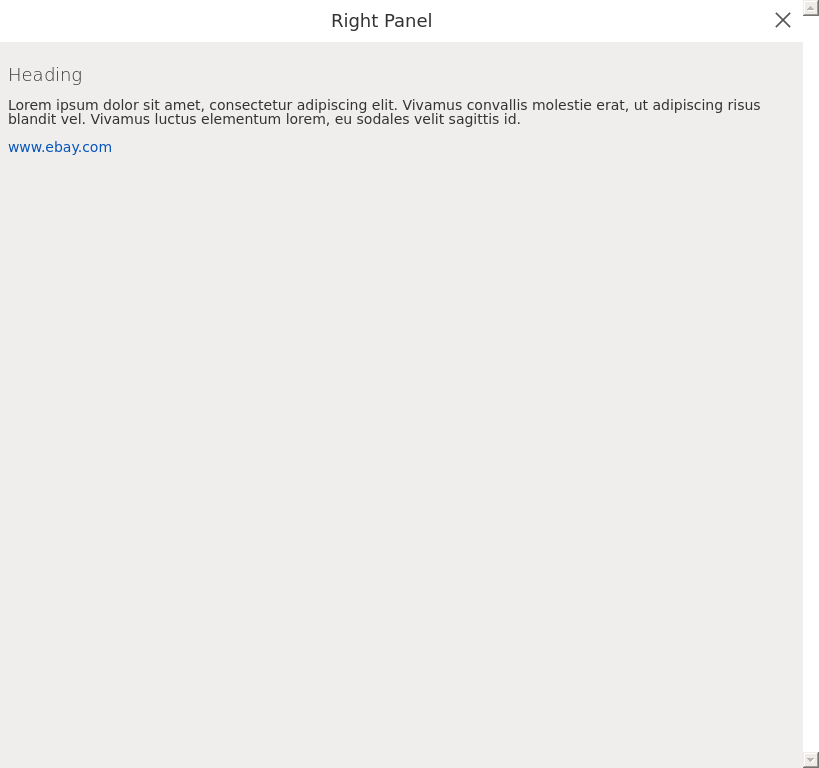 Right Panel
Heading
Lorem ipsum dolor sit amet, consectetur adipiscing elit. Vivamus convallis molestie erat, ut adipiscing risus
blandit vel. Vivamus luctus elementum lorem, eu sodales velit sagittis id.
www.ebay.com